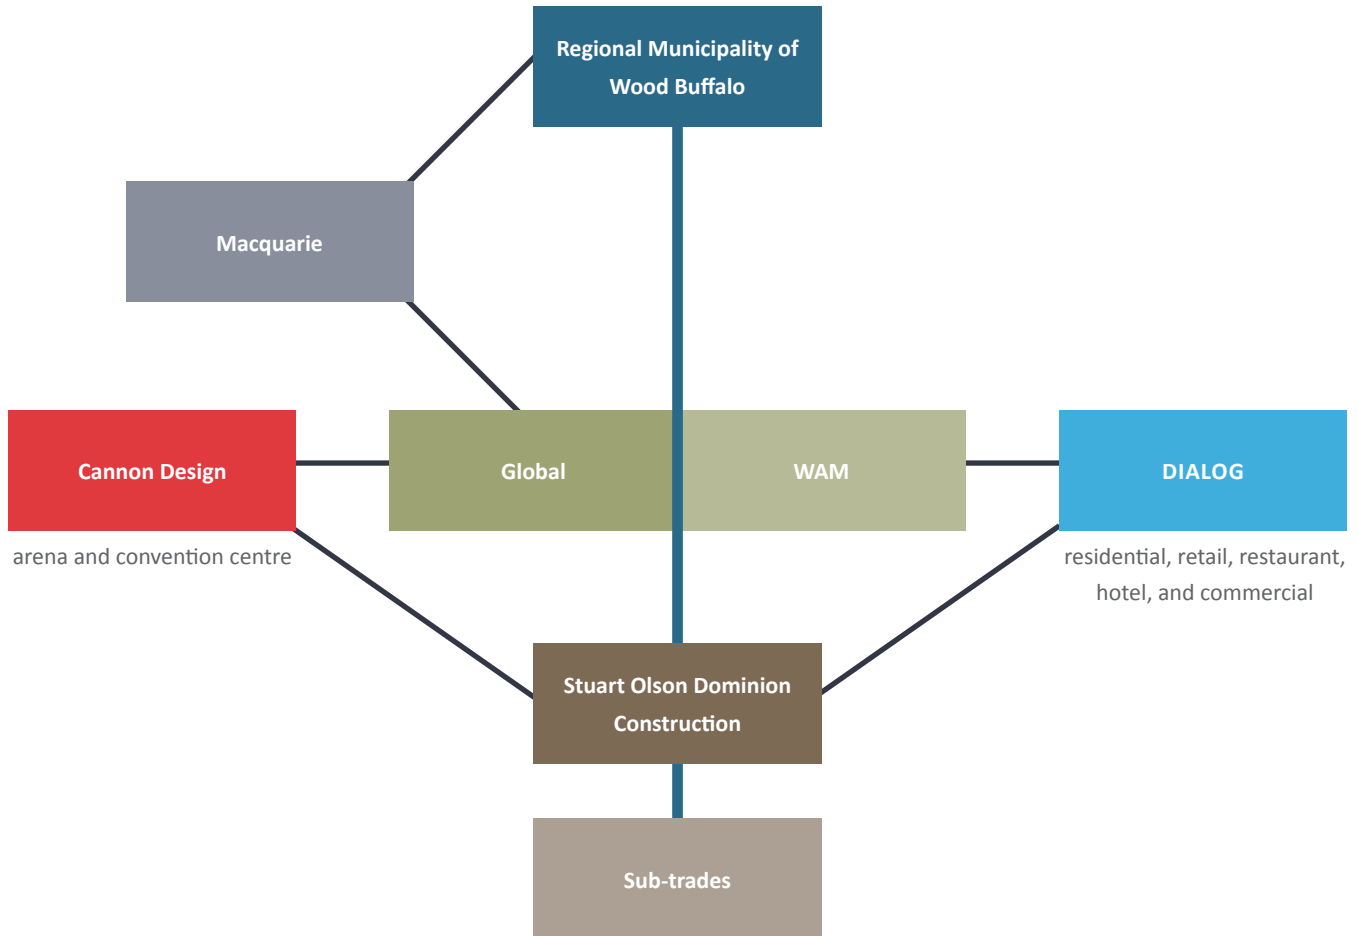 Regional Municipality of
Wood Buffalo
Macquarie
Cannon Design
Global
WAM
DIALOG
arena and convention centre
residential, retail, restaurant,
hotel, and commercial
Stuart Olson Dominion
Construction
Sub-trades